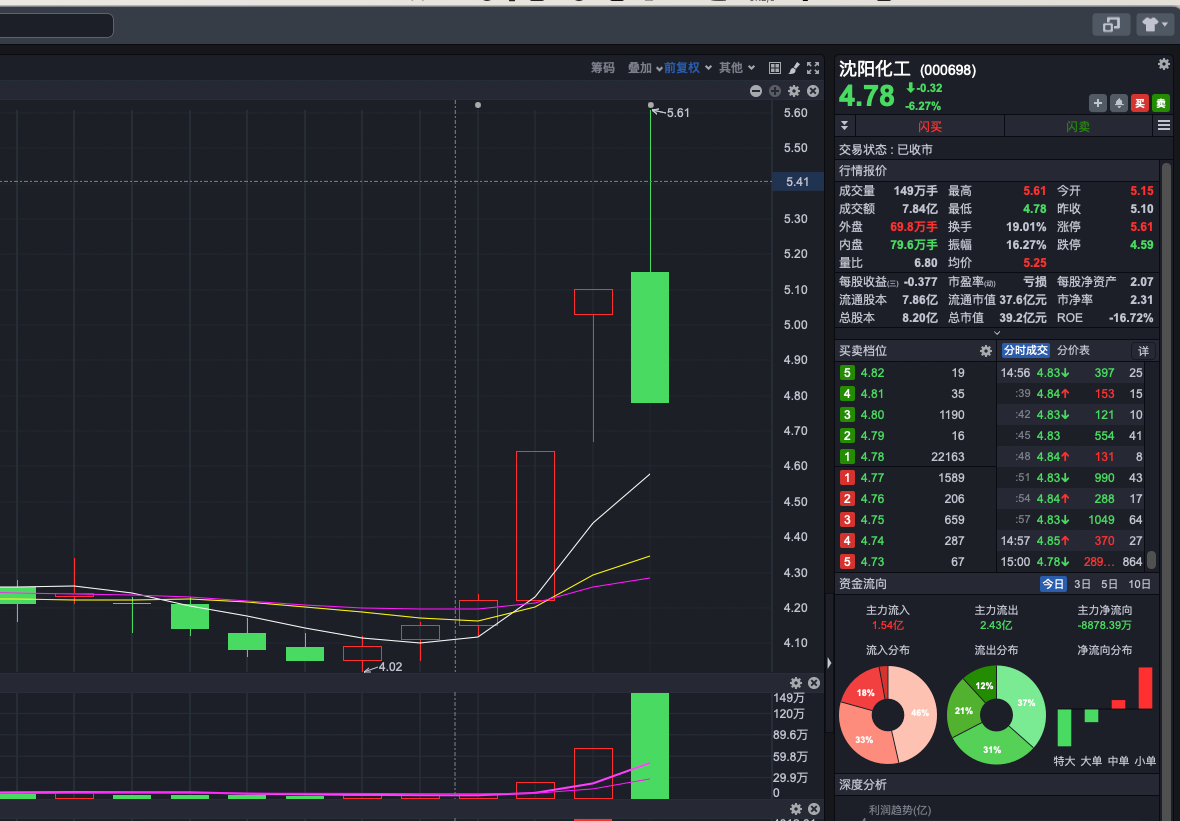 筹码 叠加 前复权 其他
5.61
5.60
5.50
5.41
5.30
5.20
5.10
5.00
4.90
4.80
4.70
4.60
4.50
4.40
4.30
4.20
4.10
4.02
149万
120万
89.6万
59.8万
29.9万
0
沈阳化工 (000698)
4.78 -0.32
-6.27%
买 卖
闪买 闪卖
交易状态：已收市
行情报价
成交量 149万手 最高 5.61 今开 5.15
成交额 7.84亿 最低 4.78 昨收 5.10
外盘 69.8万手 换手 19.01% 涨停 5.61
内盘 79.6万手 振幅 16.27% 跌停 4.59
量比 6.80 均价 5.25
每股收益(三) -0.377 市盈率(动) 亏损 每股净资产 2.07
流通股本 7.86亿 流通市值 37.6亿元 市净率 2.31
总股本 8.20亿 总市值 39.2亿元 ROE -16.72%
买卖档位
5 4.82 19
4 4.81 35
3 4.80 1190
2 4.79 16
1 4.78 22163
1 4.77 1589
2 4.76 206
3 4.75 659
4 4.74 287
5 4.73 67
分时成交 分价表 详
14:56 4.83↓ 397 25
:39 4.84↑ 153 15
:42 4.83↓ 121 10
:45 4.83 554 41
:48 4.84↑ 131 8
:51 4.83↓ 990 43
:54 4.84↑ 288 17
:57 4.83↓ 1049 64
14:57 4.85↑ 370 27
15:00 4.78↓ 289... 864
资金流向 今日 3日 5日 10日
主力流入 主力流出 主力净流向
1.54亿 2.43亿 -8878.39万
流入分布 流出分布 净流向分布
18% 46% 33%
12% 37% 21% 31%
特大 大单 中单 小单
深度分析
利润趋势(亿)